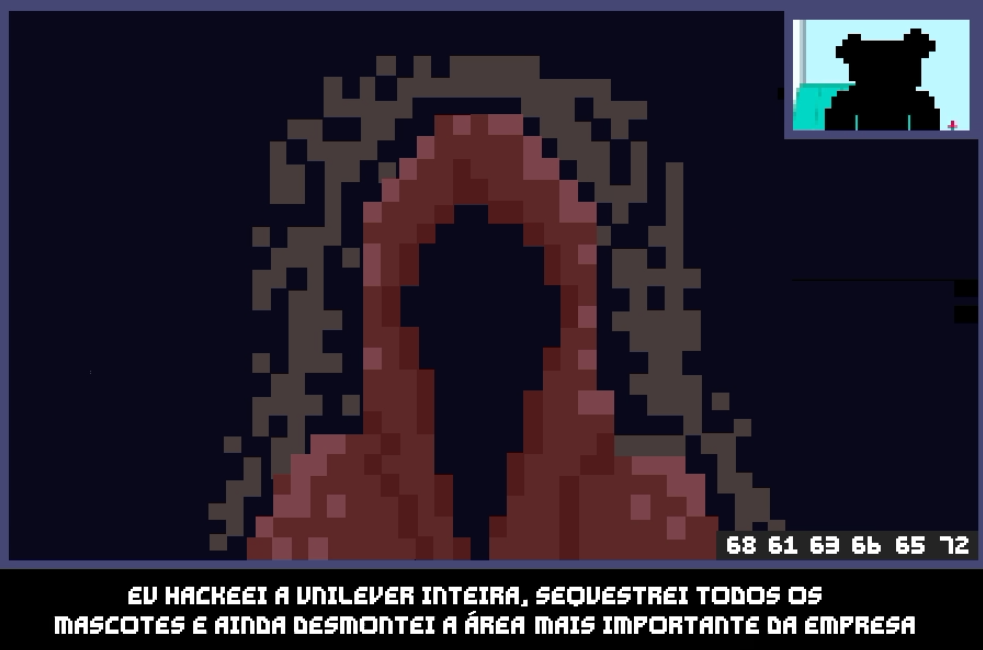 68 61 63 6b 65 72
EU HACKEEI A UNILEVER INTEIRA, SEQUESTREI TODOS OS
MASCOTES E AINDA DESMONTEI A ÁREA MAIS IMPORTANTE DA EMPRESA